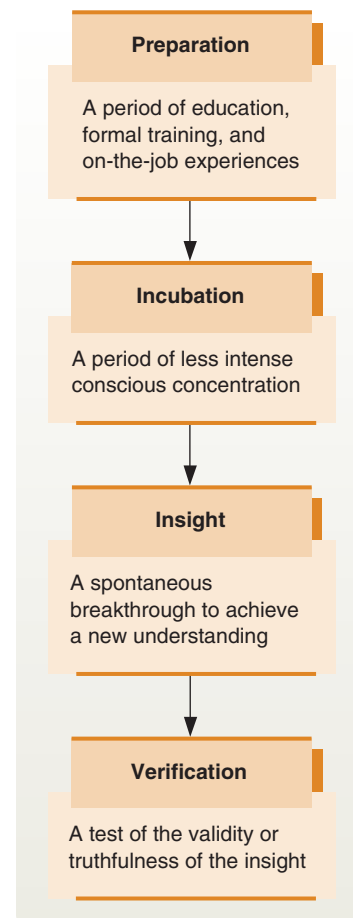 Preparation
A period of education,
formal training, and
on-the-job experiences
Incubation
A period of less intense
conscious concentration
Insight
A spontaneous
breakthrough to achieve
a new understanding
Verification
A test of the validity or
truthfulness of the insight